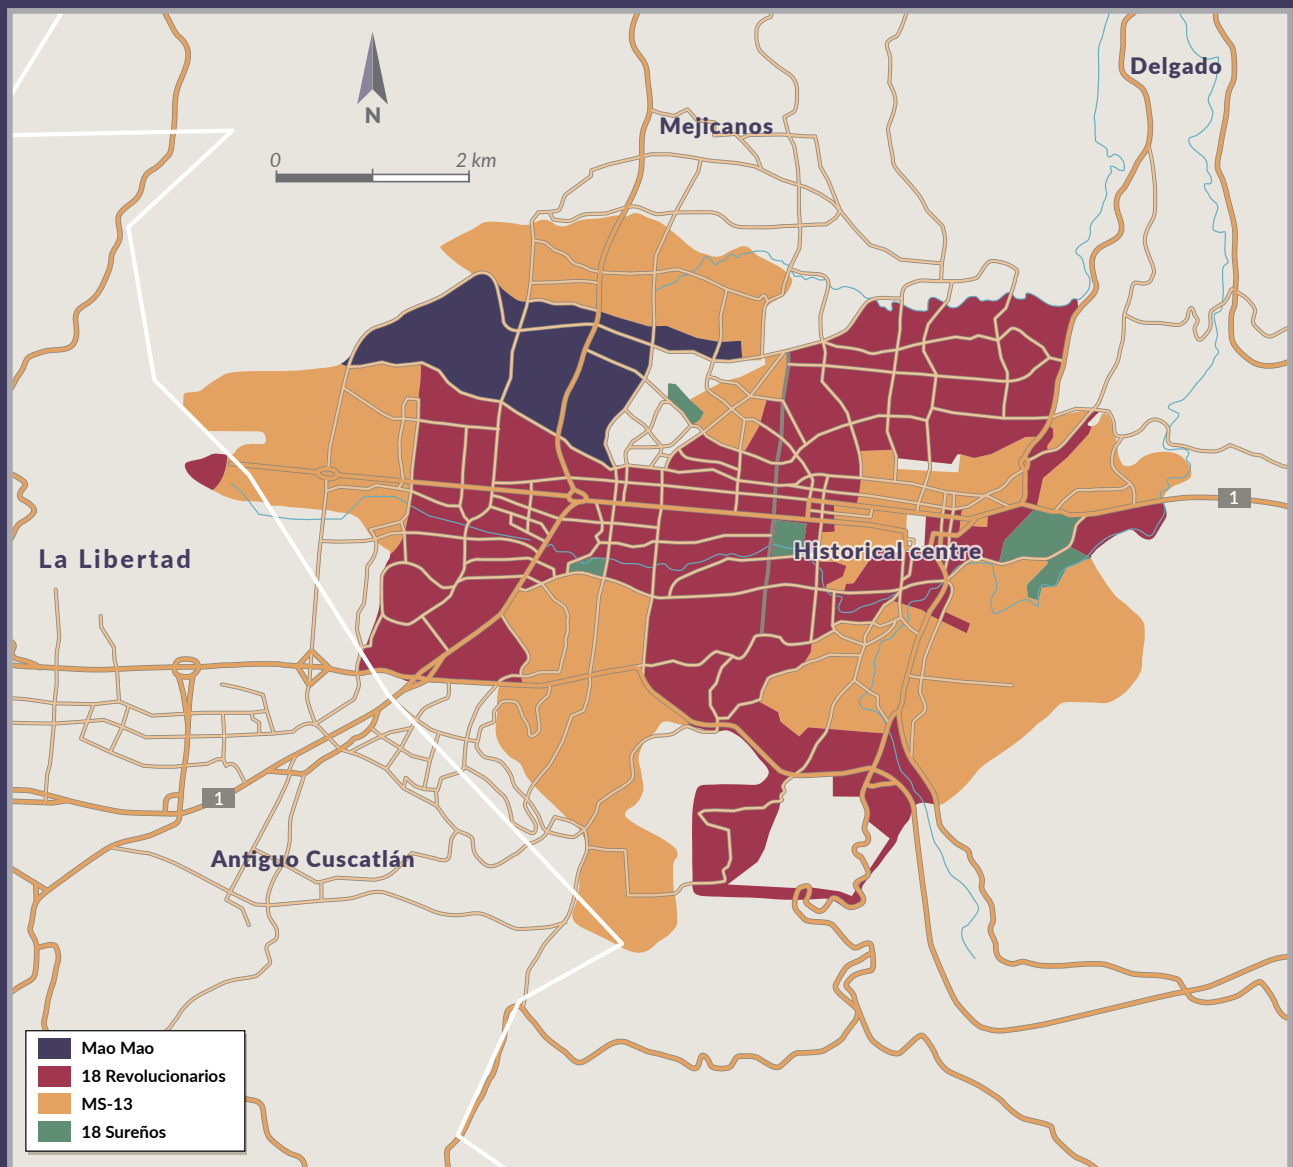 Delgado
Mejicanos
N
0 2 km
1
Historical centre
La Libertad
1
Antiguo Cuscatlán
Mao Mao
18 Revolucionarios
MS-13
18 Sureños